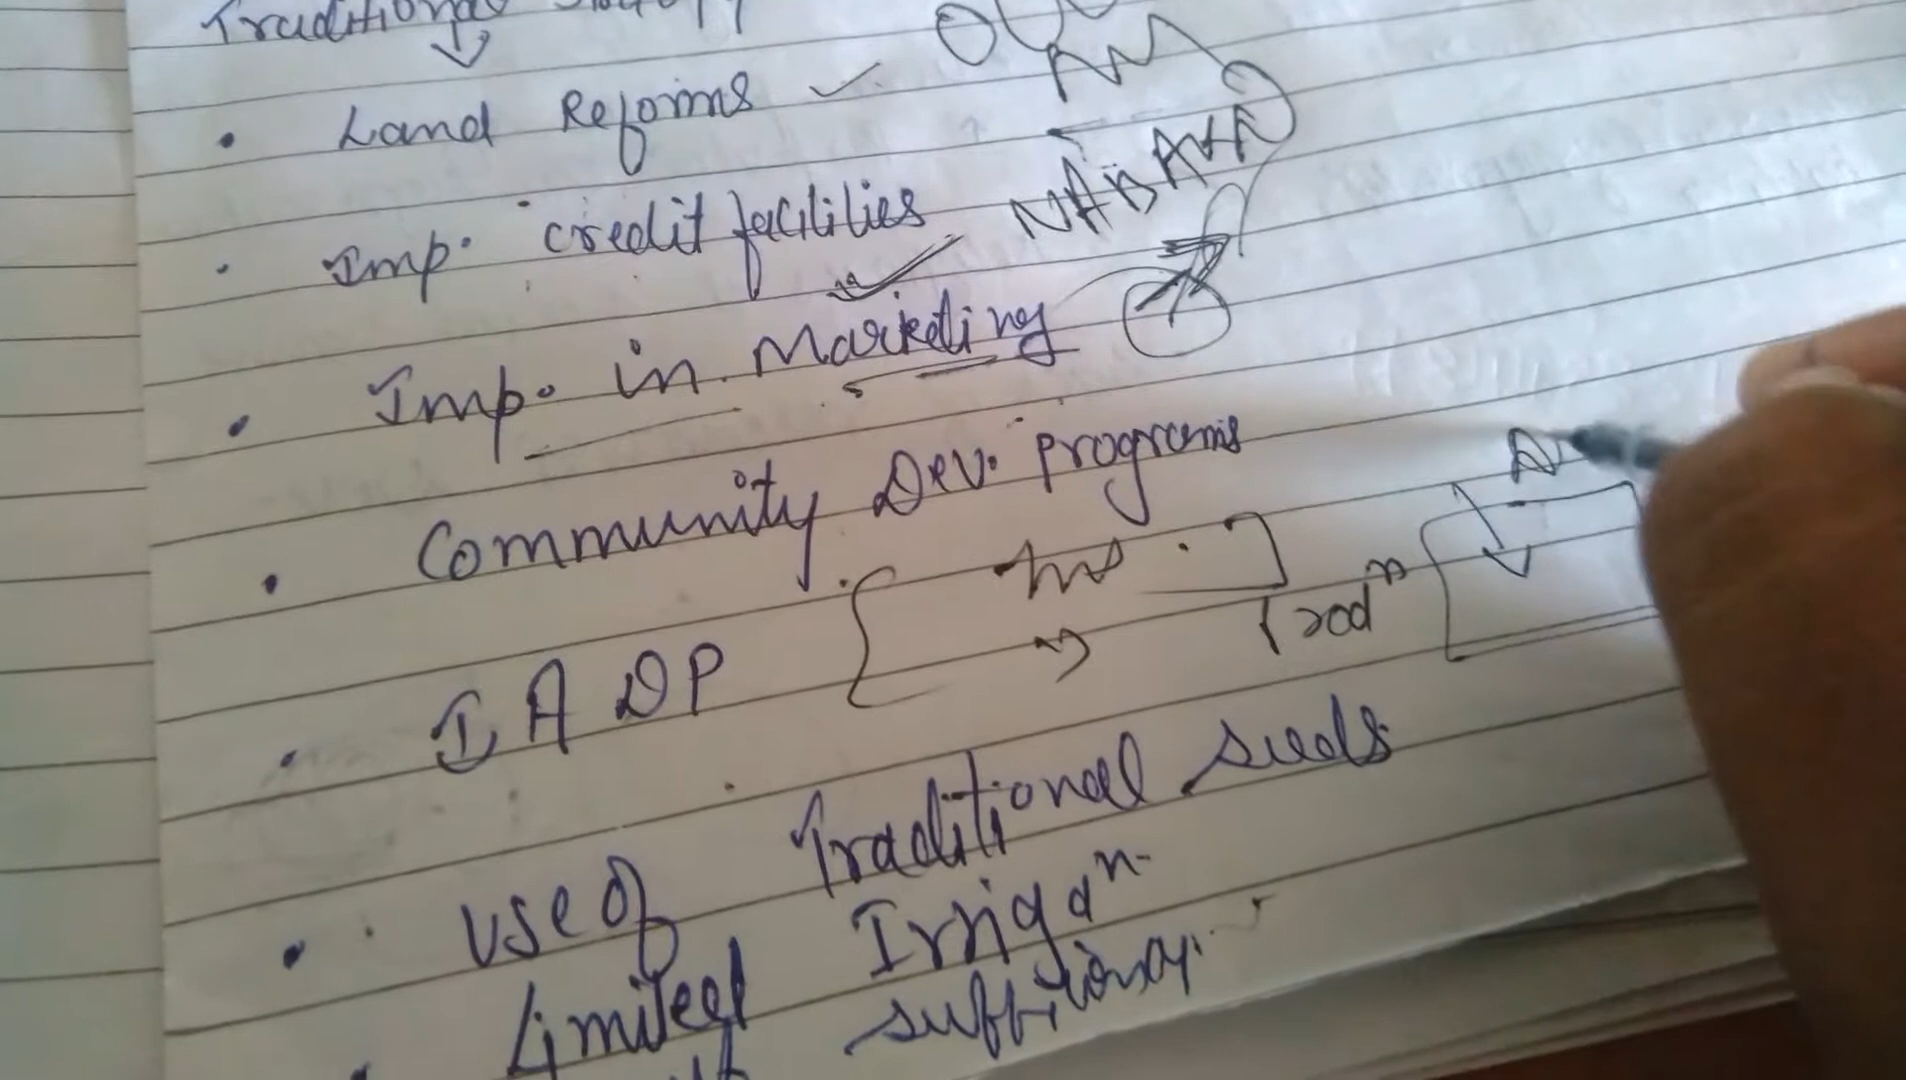 Traditional
• Land Reforms
• Imp. credit facilities NABARD
• Imp. in Marketing
• Community Dev. programs
• IADP
Prodⁿ
• use of Traditional seeds
Limited Irrigaⁿ